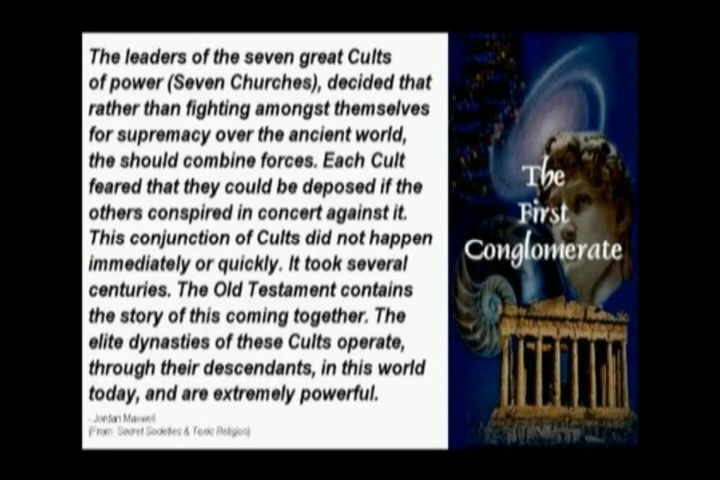 The leaders of the seven great Cults
of power (Seven Churches), decided that
rather than fighting amongst themselves
for supremacy over the ancient world,
the should combine forces. Each Cult
feared that they could be deposed if the
others conspired in concert against it.
This conjunction of Cults did not happen
immediately or quickly. It took several
centuries. The Old Testament contains
the story of this coming together. The
elite dynasties of these Cults operate,
through their descendants, in this world
today, and are extremely powerful.
- Jordan Maxwell
(From: Secret Societies & Toxic Religion)
The
First
Conglomerate